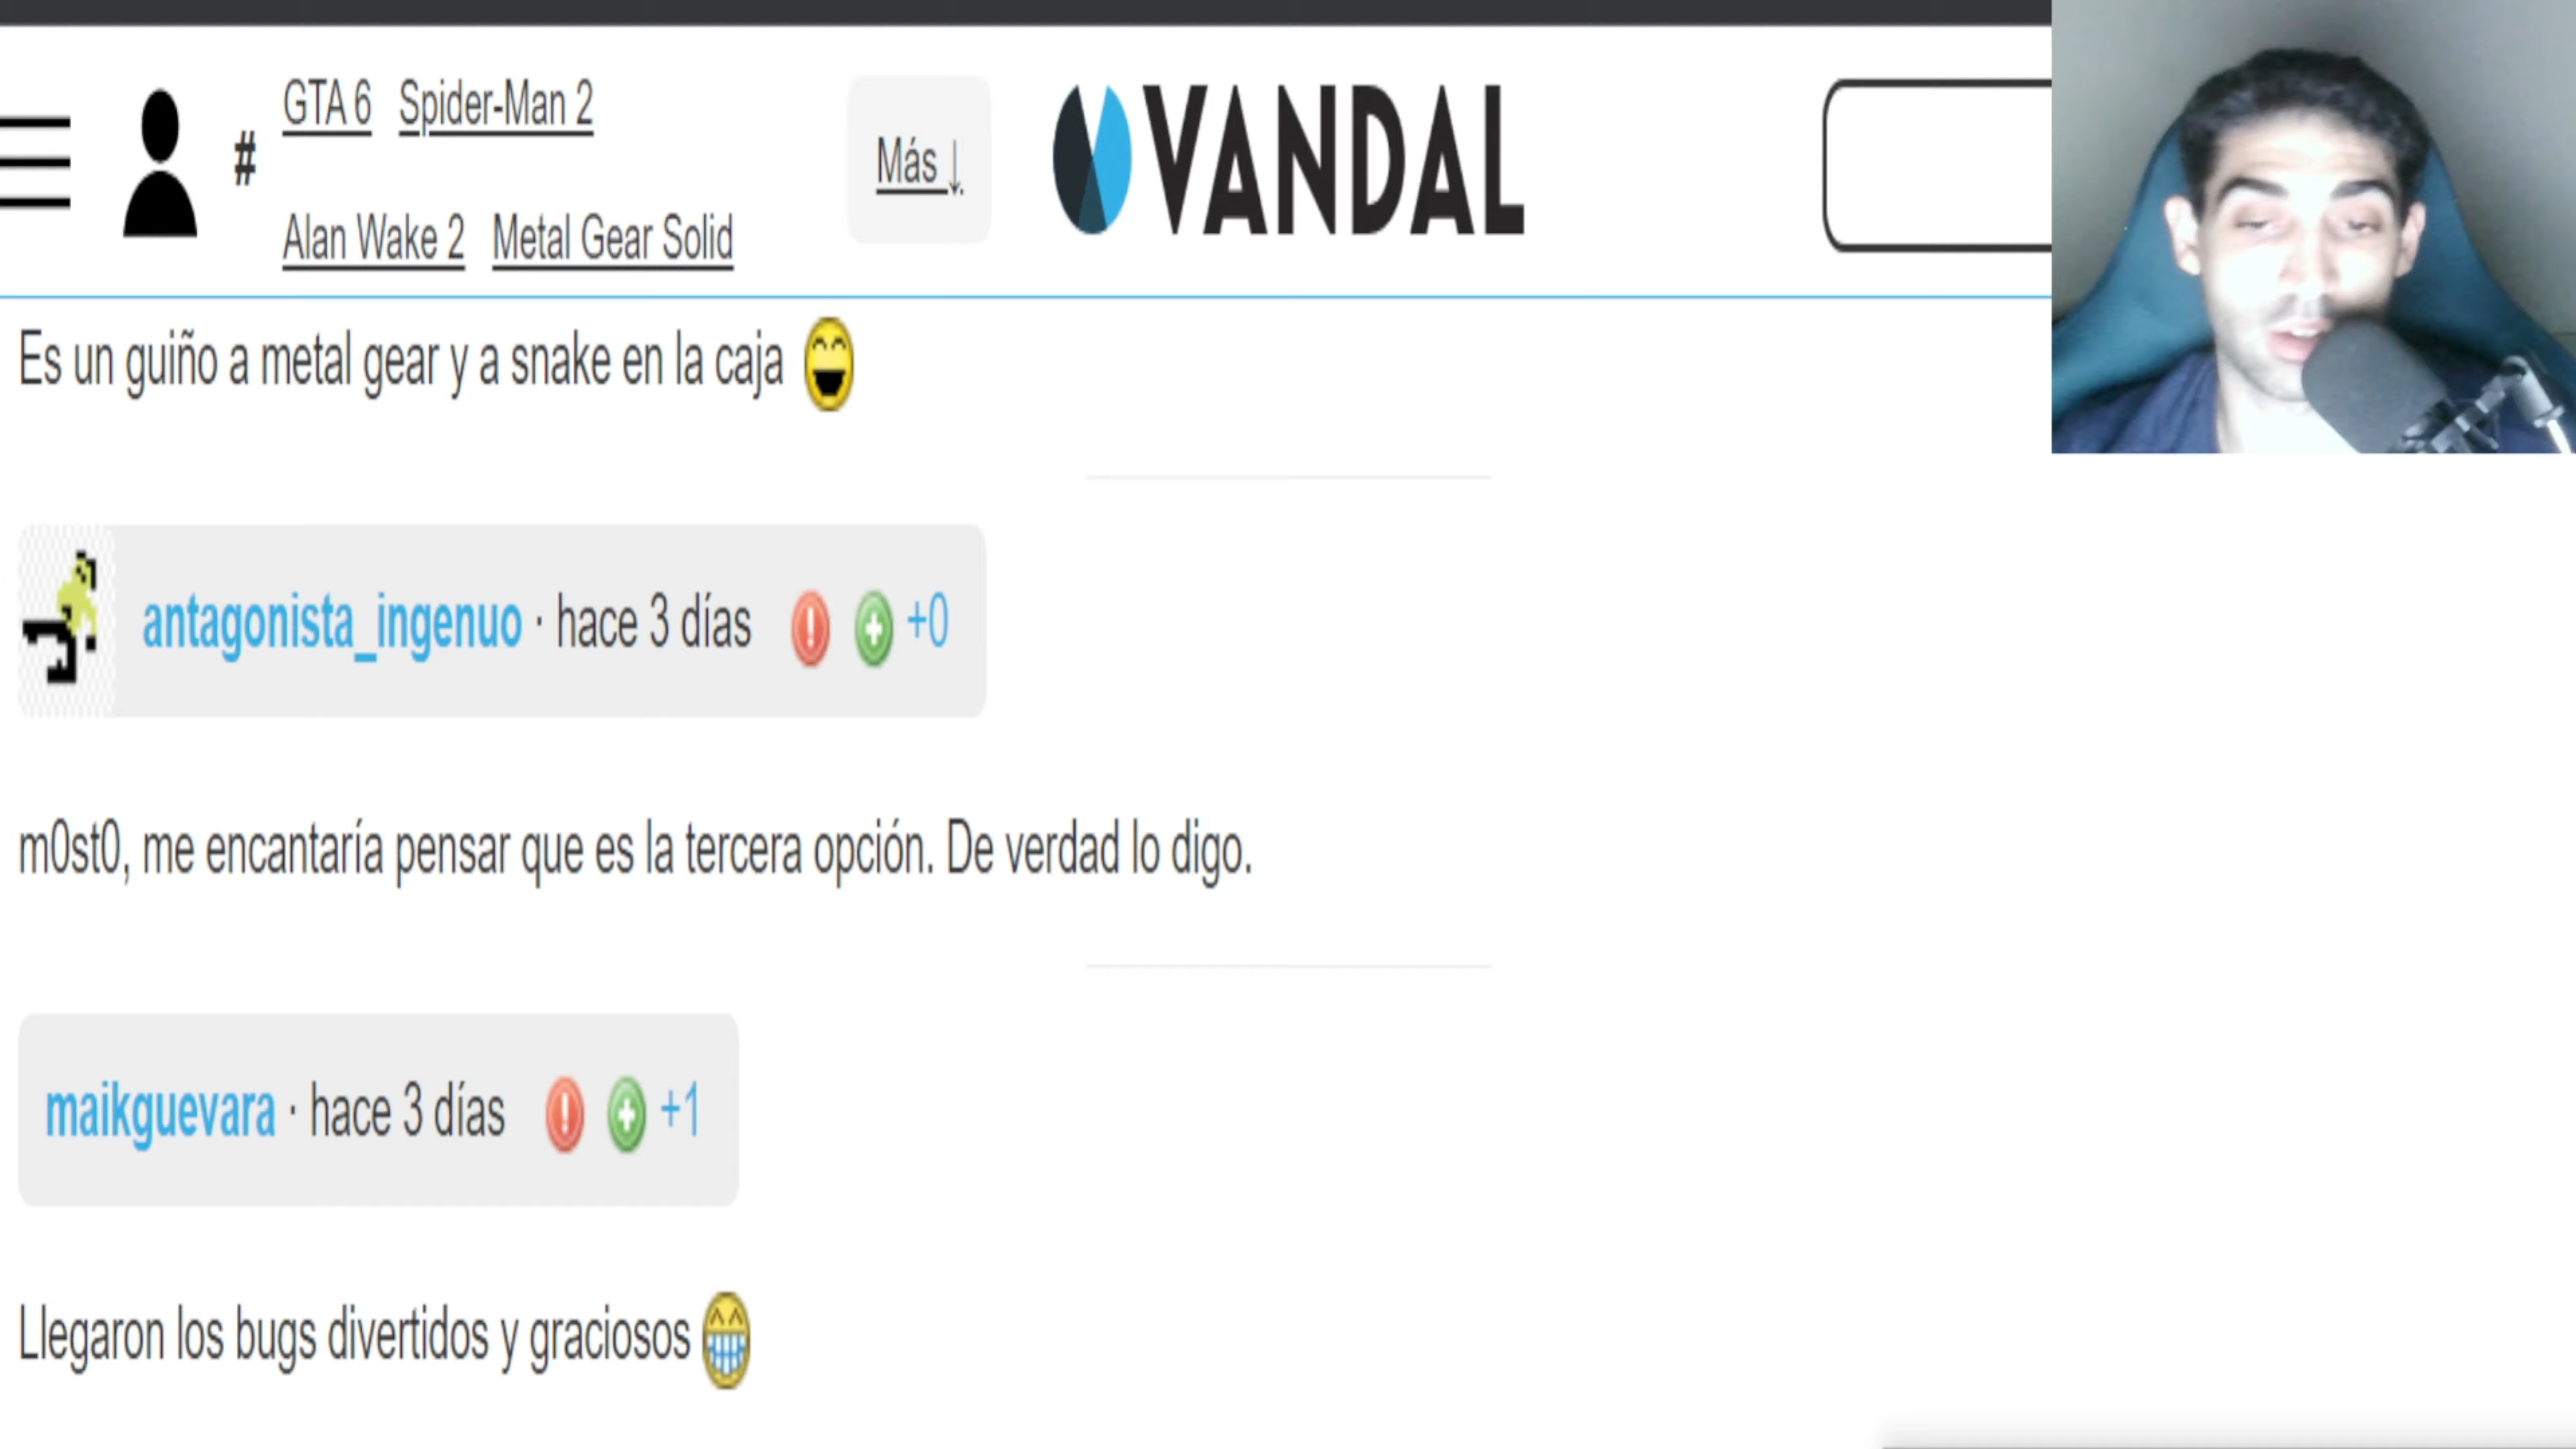 GTA 6 Spider-Man 2
#
Alan Wake 2 Metal Gear Solid
Más ↓
VANDAL
Es un guiño a metal gear y a snake en la caja
antagonista_ingenuo · hace 3 días +0
m0st0, me encantaría pensar que es la tercera opción. De verdad lo digo.
maikguevara · hace 3 días +1
Llegaron los bugs divertidos y graciosos